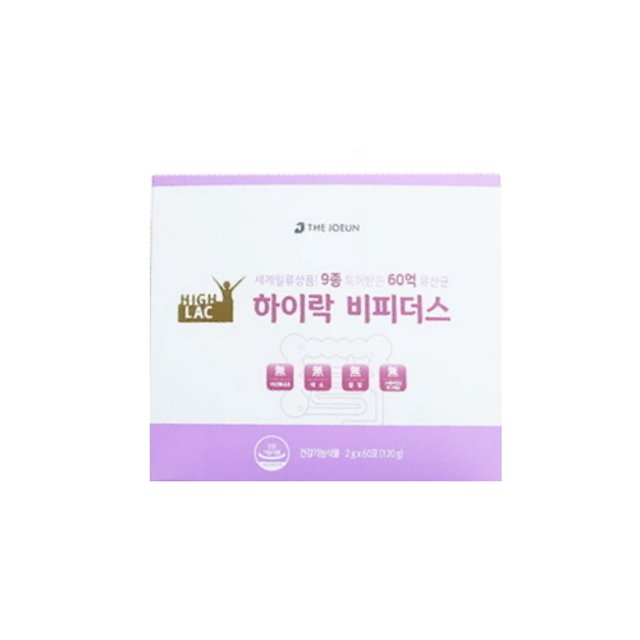 THE JOEUN
세계일류상품! 9종 특허받은 60억 유산균
HIGH
LAC
하이락 비피더스
無 無 無 無
색소
건강기능식품 2g x 60포 (120g)